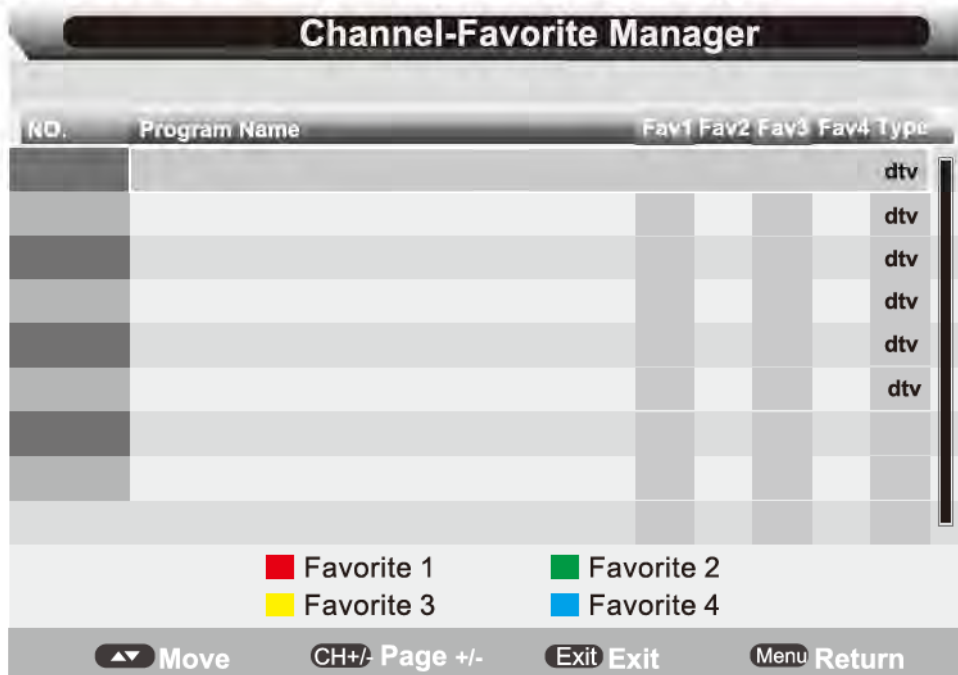 Channel-Favorite Manager
NO. Program Name Fav1 Fav2 Fav3 Fav4 Type
dtv
dtv
dtv
dtv
dtv
dtv
Favorite 1 Favorite 2
Favorite 3 Favorite 4
Move CH+/- Page +/- Exit Exit Menu Return